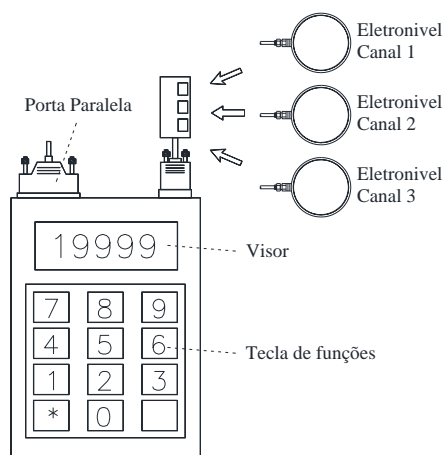 Eletronivel
Canal 1
Eletronivel
Canal 2
Eletronivel
Canal 3
Porta Paralela
19999
Visor
7 8 9
4 5 6
Tecla de funções
1 2 3
* 0